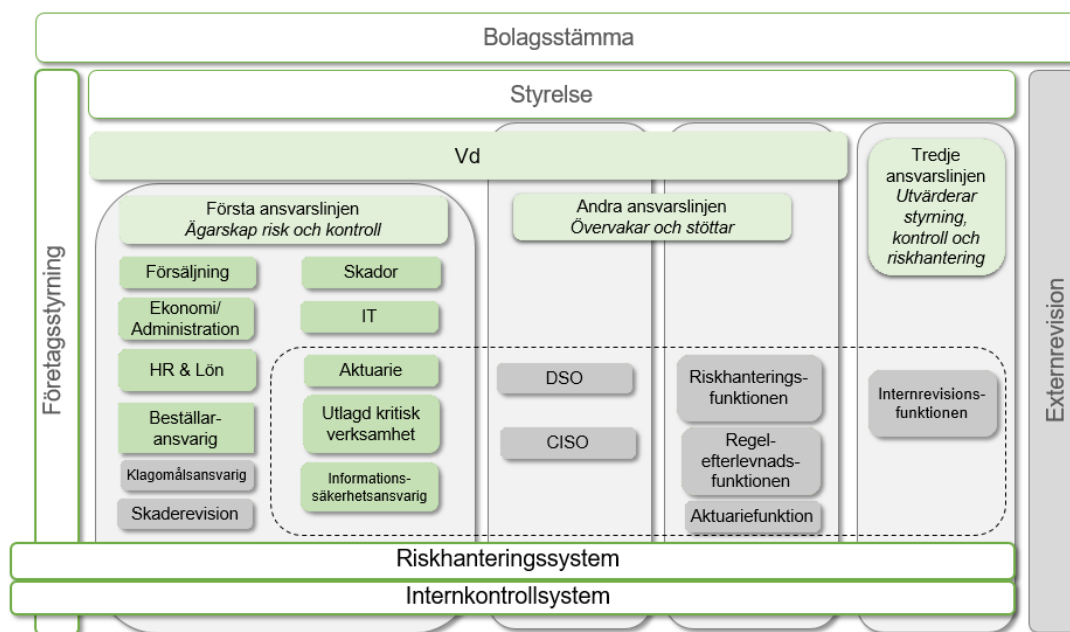 Bolagsstämma
Styrelse
Vd
Företagsstyrning
Externrevision
Första ansvarslinjen
Ägarskap risk och kontroll
Försäljning
Ekonomi/
Administration
HR & Lön
Beställar-
ansvarig
Klagomålsansvarig
Skaderevision
Skador
IT
Aktuarie
Utlagd kritisk
verksamhet
Informations-
säkerhetsansvarig
Andra ansvarslinjen
Övervakar och stöttar
DSO
CISO
Riskhanterings-
funktionen
Regel-
efterlevnads-
funktionen
Aktuariefunktion
Tredje
ansvarslinjen
Utvärderar
styrning,
kontroll och
riskhantering
Internrevisions-
funktionen
Riskhanteringssystem
Internkontrollsystem